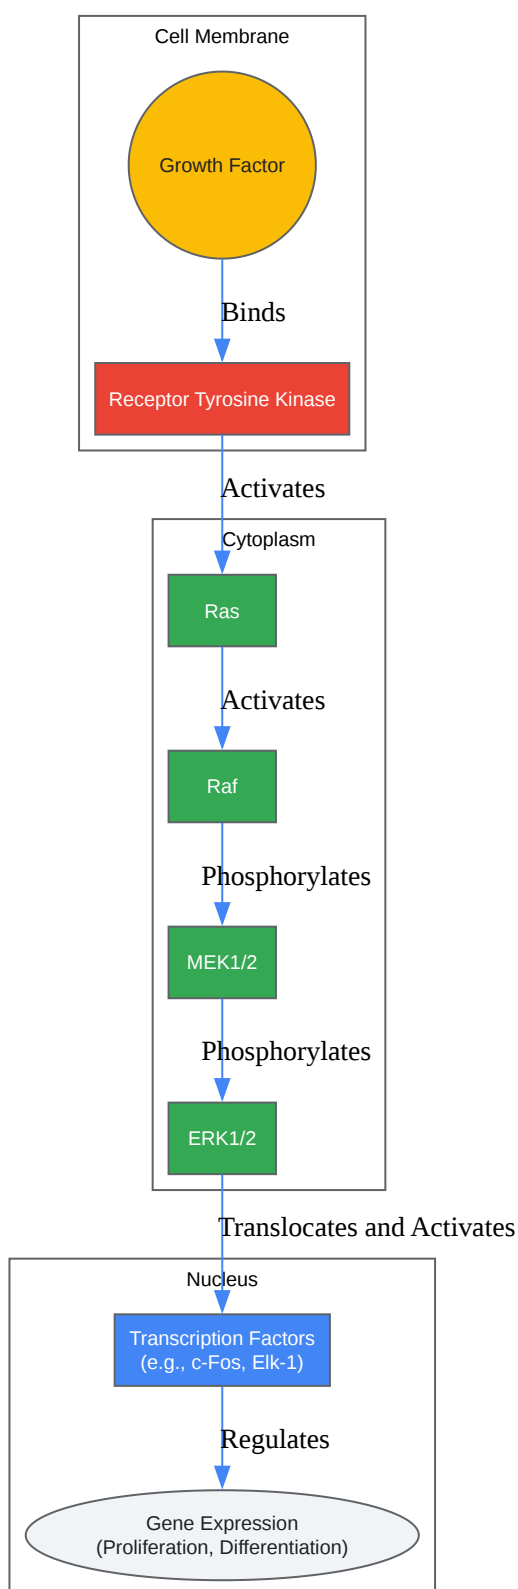 Cell Membrane
Growth Factor
Binds
Receptor Tyrosine Kinase
Activates
Cytoplasm
Ras
Activates
Raf
Phosphorylates
MEK1/2
Phosphorylates
ERK1/2
Translocates and Activates
Nucleus
Transcription Factors
(e.g., c-Fos, Elk-1)
Regulates
Gene Expression
(Proliferation, Differentiation)